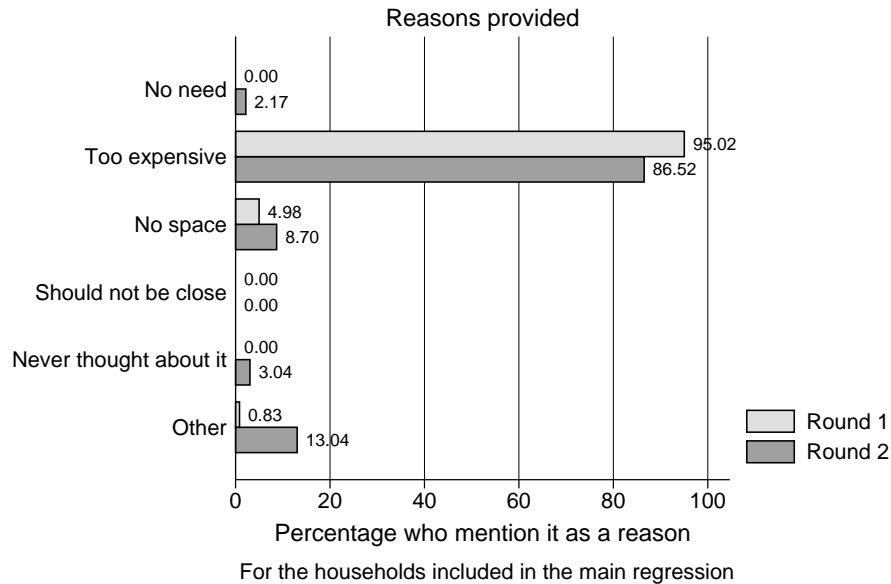 Reasons provided
No need
0.00
2.17
Too expensive
95.02
86.52
No space
4.98
8.70
Should not be close
0.00
0.00
Never thought about it
0.00
3.04
Other
0.83
13.04
Round 1
Round 2
0 20 40 60 80 100
Percentage who mention it as a reason
For the households included in the main regression